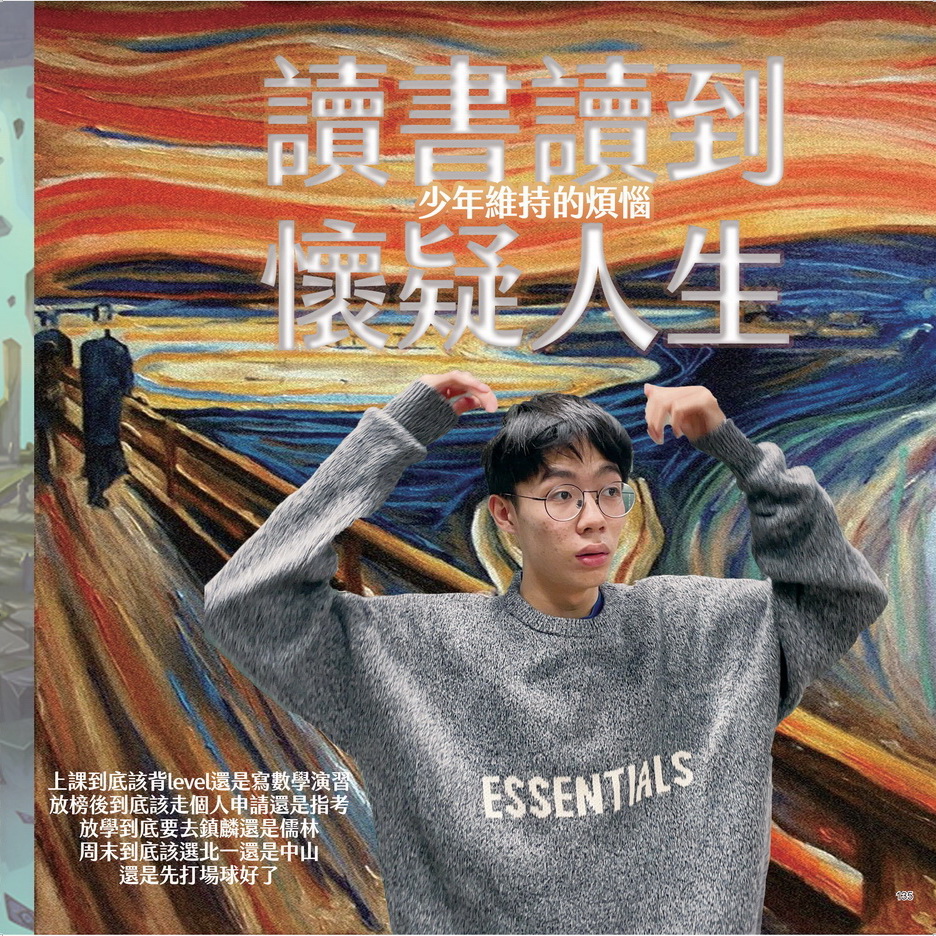 讀書讀到
少年維持的煩惱
懷疑人生
ESSENTIALS
上課到底該背level還是寫數學演習
放榜後到底該走個人申請還是指考
放學到底要去鎮麟還是儒林
周末到底該選北一還是中山
還是先打場球好了
135